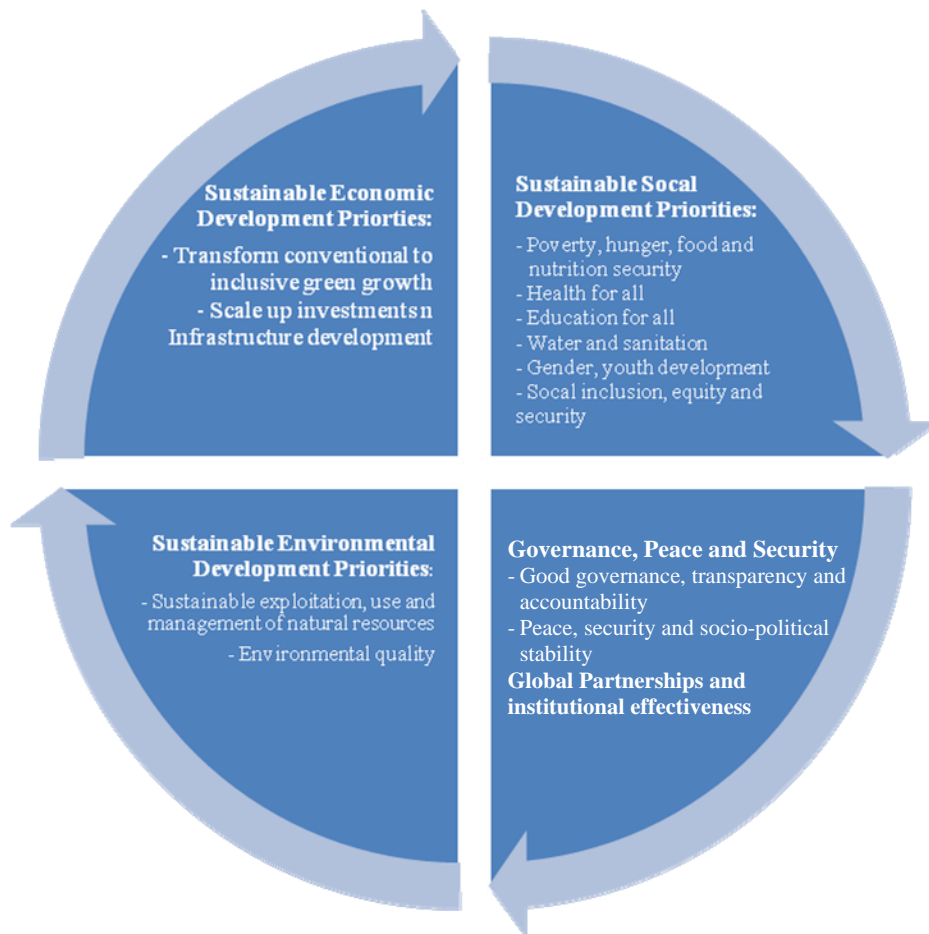 Sustainable Economic
Development Priorties:
- Transform conventional to
inclusive green growth
- Scale up investments n
Infrastructure development
Sustainable Socal
Development Priorities:
- Poverty, hunger, food and
nutrition security
- Health for all
- Education for all
- Water and sanitation
- Gender, youth development
- Socal inclusion, equity and
security
Sustainable Environmental
Development Priorities:
- Sustainable exploitation, use and
management of natural resources
- Environmental quality
Governance, Peace and Security
- Good governance, transparency and
accountability
- Peace, security and socio-political
stability
Global Partnerships and
institutional effectiveness